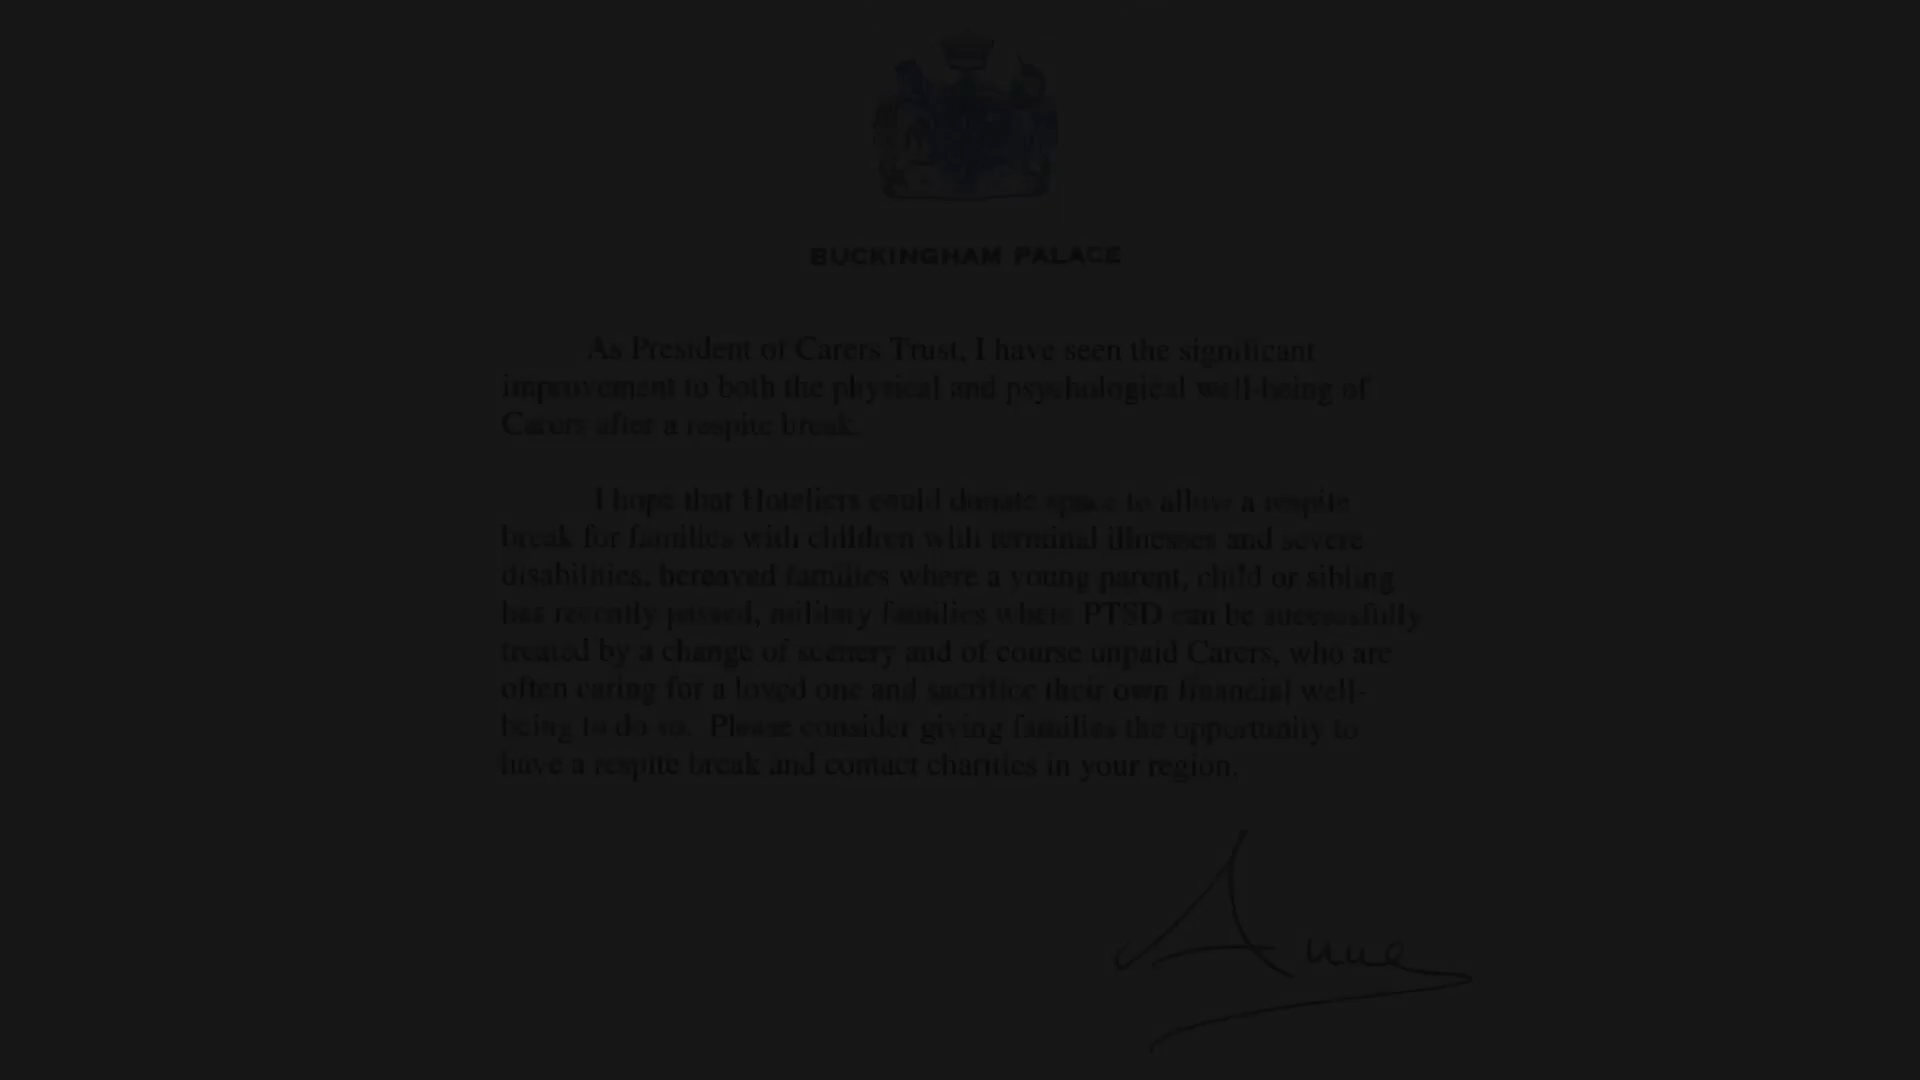 BUCKINGHAM PALACE
As President of Carers Trust, I have seen the significant
improvement to both the physical and psychological well-being of
Carers after a respite break.
I hope that Hoteliers could donate space to allow a respite
break for families with children with terminal illnesses and severe
disabilities, bereaved families where a young parent, child or sibling
has recently passed, military families where PTSD can be successfully
treated by a change of scenery and of course unpaid Carers, who are
often caring for a loved one and sacrifice their own financial well-
being to do so. Please consider giving families the opportunity to
have a respite break and contact charities in your region.
Anne